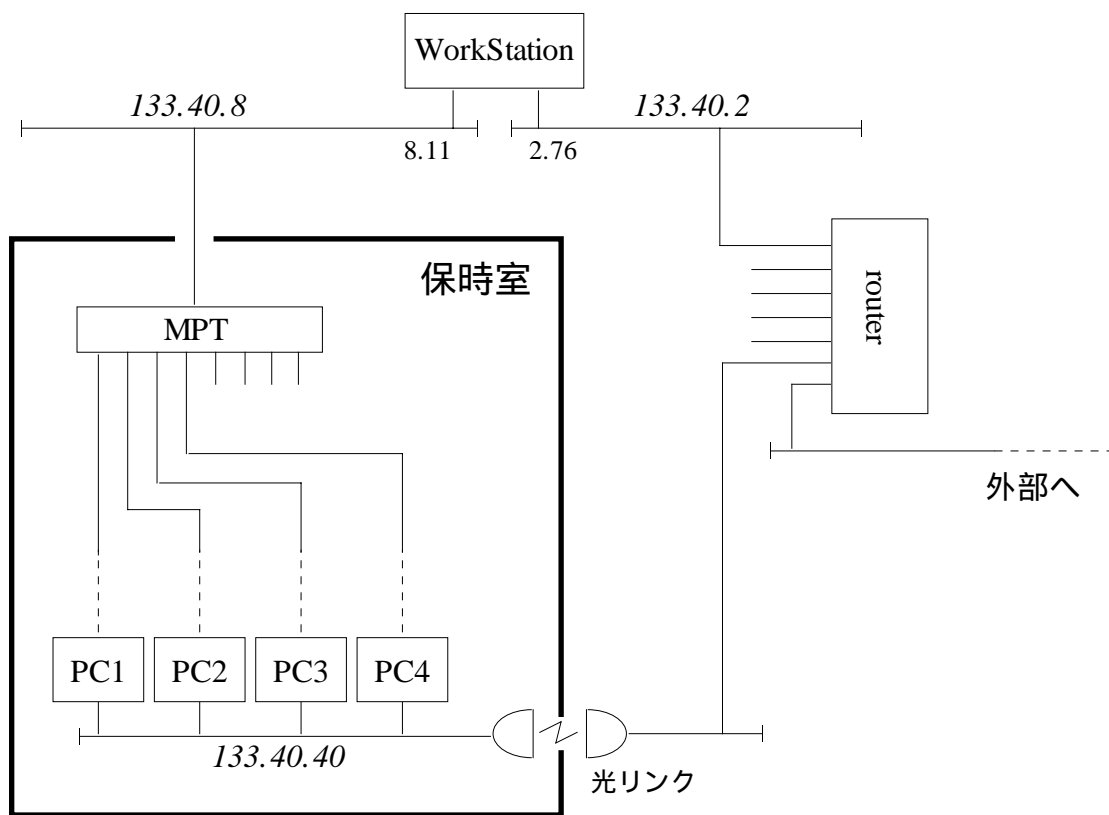 WorkStation
133.40.8
133.40.2
8.11
2.76
保時室
router
MPT
外部へ
PC1
PC2
PC3
PC4
133.40.40
光リンク